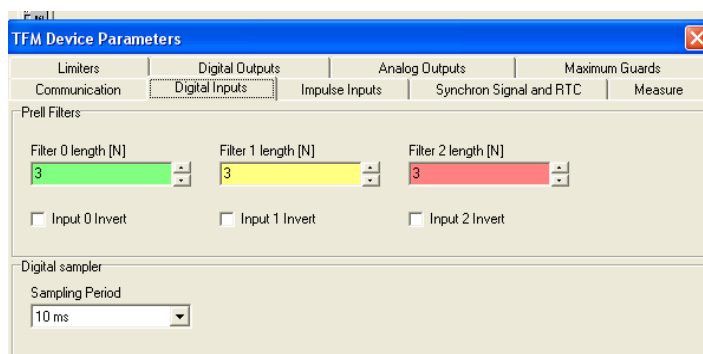 TFM Device Parameters
Limiters Digital Outputs Analog Outputs Maximum Guards
Communication Digital Inputs Impulse Inputs Synchron Signal and RTC Measure
Prell Filters
Filter 0 length [N] Filter 1 length [N] Filter 2 length [N]
3 3 3
Input 0 Invert Input 1 Invert Input 2 Invert
Digital sampler
Sampling Period
10 ms